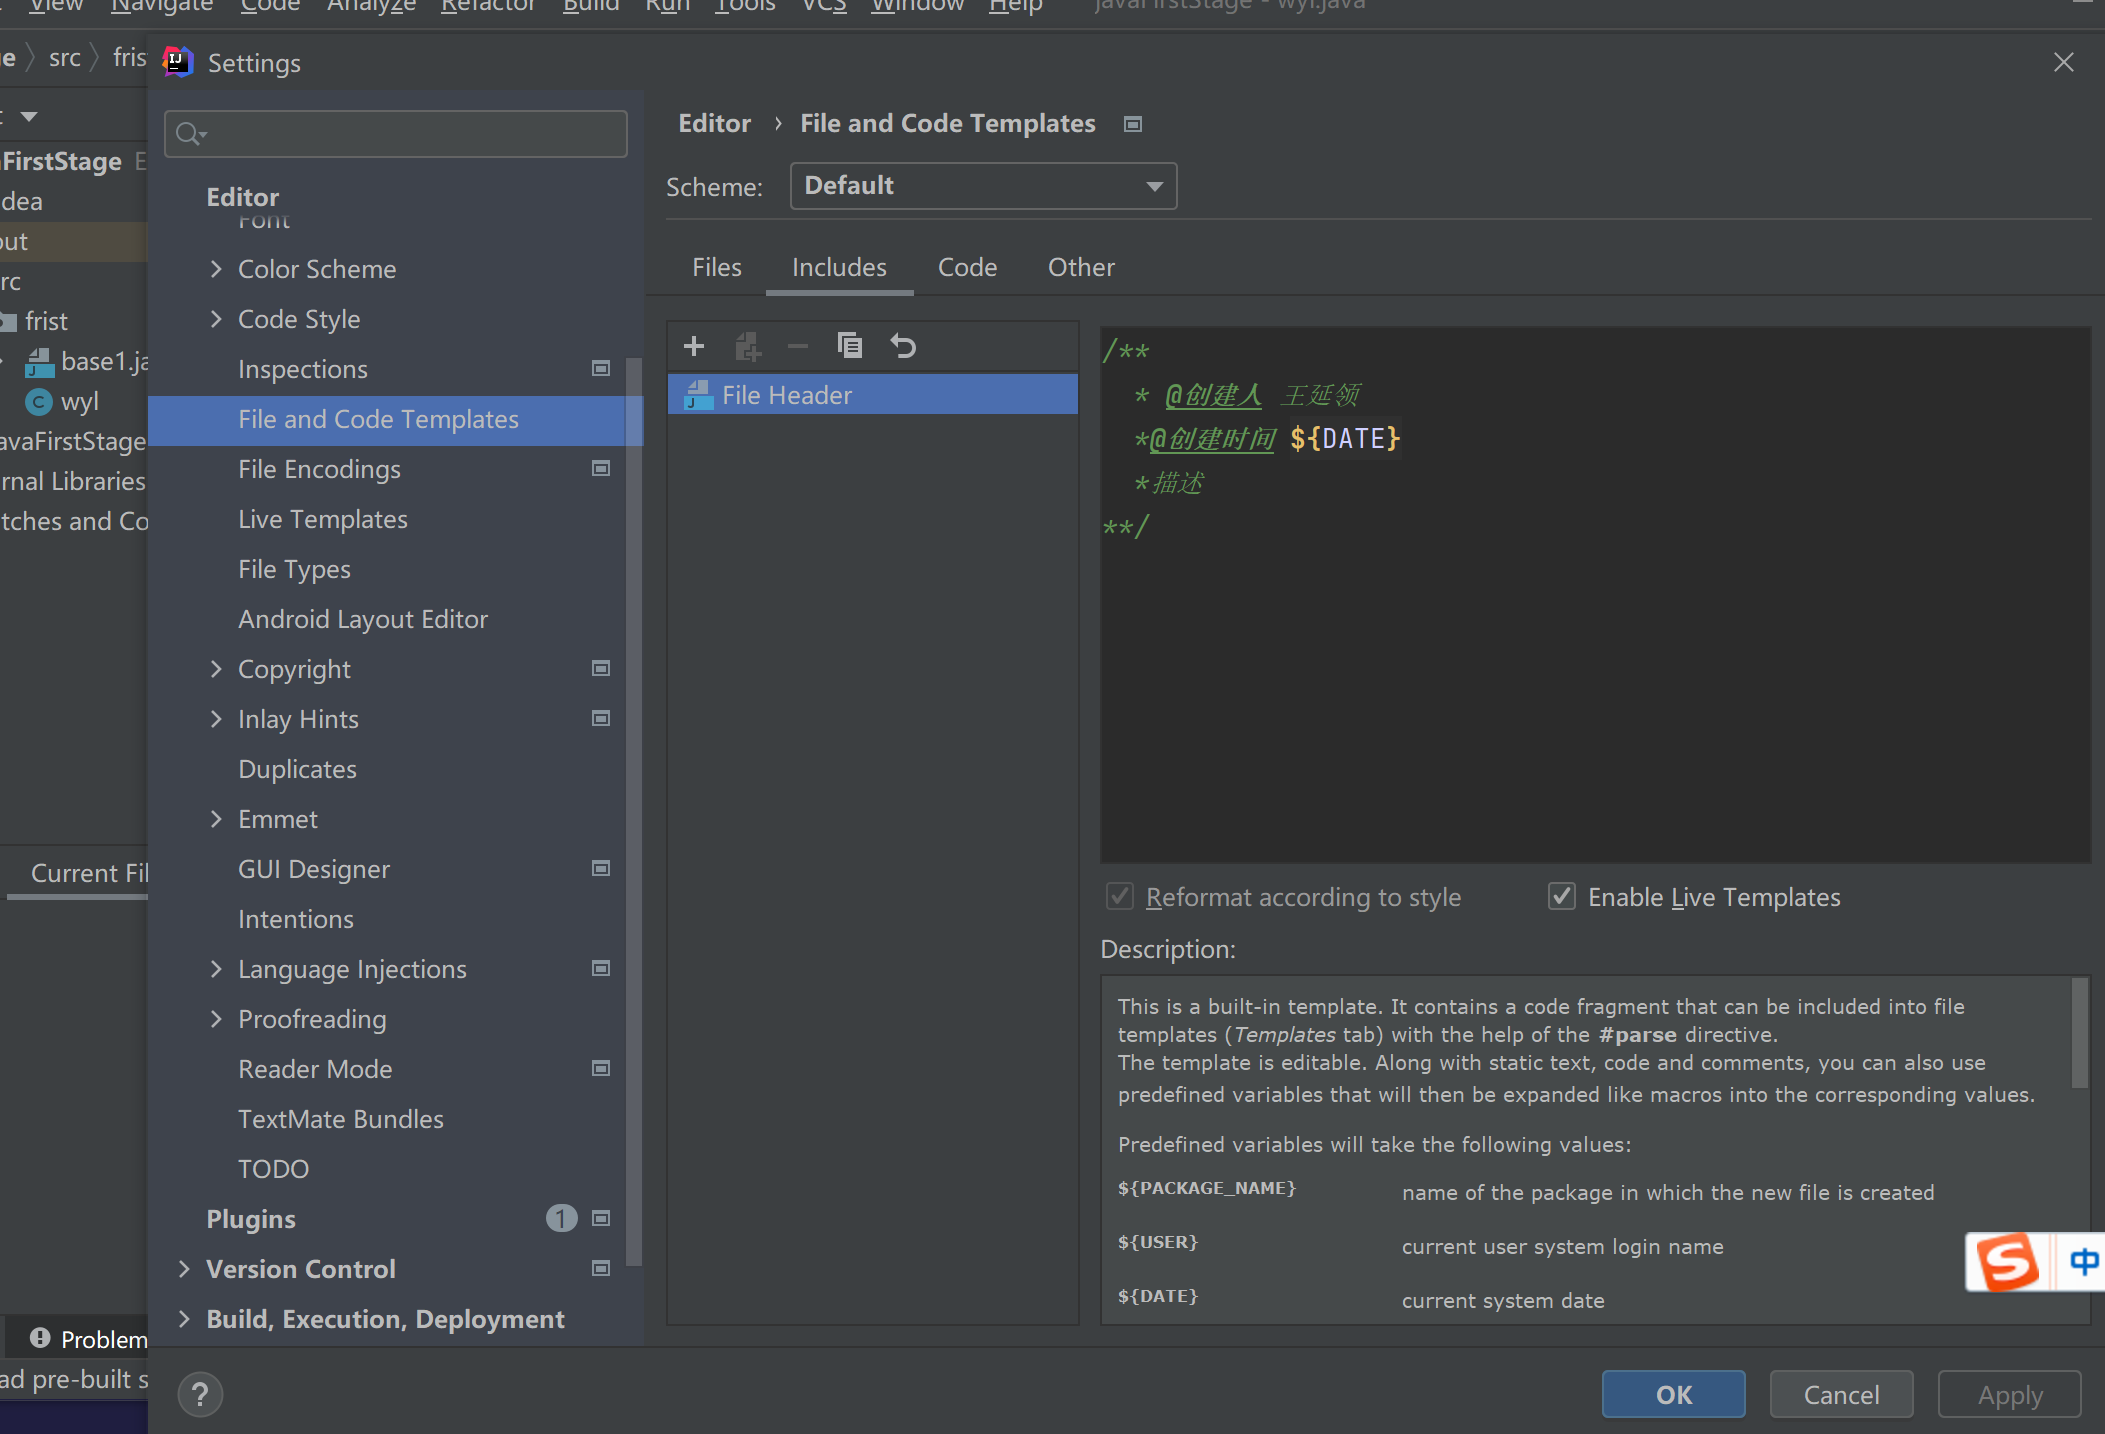 View Navigate Code Analyze Refactor Build Run Tools VCS Window Help javaFirstStage - wyl.java
src fris
Settings
FirstStage
dea
out
rc
frist
base1.ja
wyl
avaFirstStage
rnal Libraries
tches and Co
Current Fil
Problem
ad pre-built s
Editor
Font
Color Scheme
Code Style
Inspections
File and Code Templates
File Encodings
Live Templates
File Types
Android Layout Editor
Copyright
Inlay Hints
Duplicates
Emmet
GUI Designer
Intentions
Language Injections
Proofreading
Reader Mode
TextMate Bundles
TODO
Plugins 1
Version Control
Build, Execution, Deployment
?
Editor › File and Code Templates
Scheme: Default
Files Includes Code Other
File Header
/**
* @创建人 王延领
*@创建时间 ${DATE}
*描述
**/
Reformat according to style Enable Live Templates
Description:
This is a built-in template. It contains a code fragment that can be included into file
templates (Templates tab) with the help of the #parse directive.
The template is editable. Along with static text, code and comments, you can also use
predefined variables that will then be expanded like macros into the corresponding values.
Predefined variables will take the following values:
${PACKAGE_NAME} name of the package in which the new file is created
${USER} current user system login name
${DATE} current system date
中
OK Cancel Apply